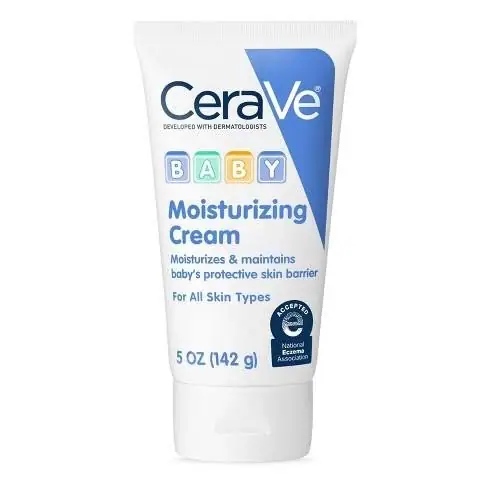 CeraVe®
DEVELOPED WITH DERMATOLOGISTS
BABY
Moisturizing
Cream
Moisturizes & maintains
baby's protective skin barrier
For All Skin Types
ACCEPTED
National
Eczema
Association
5 OZ (142 g)